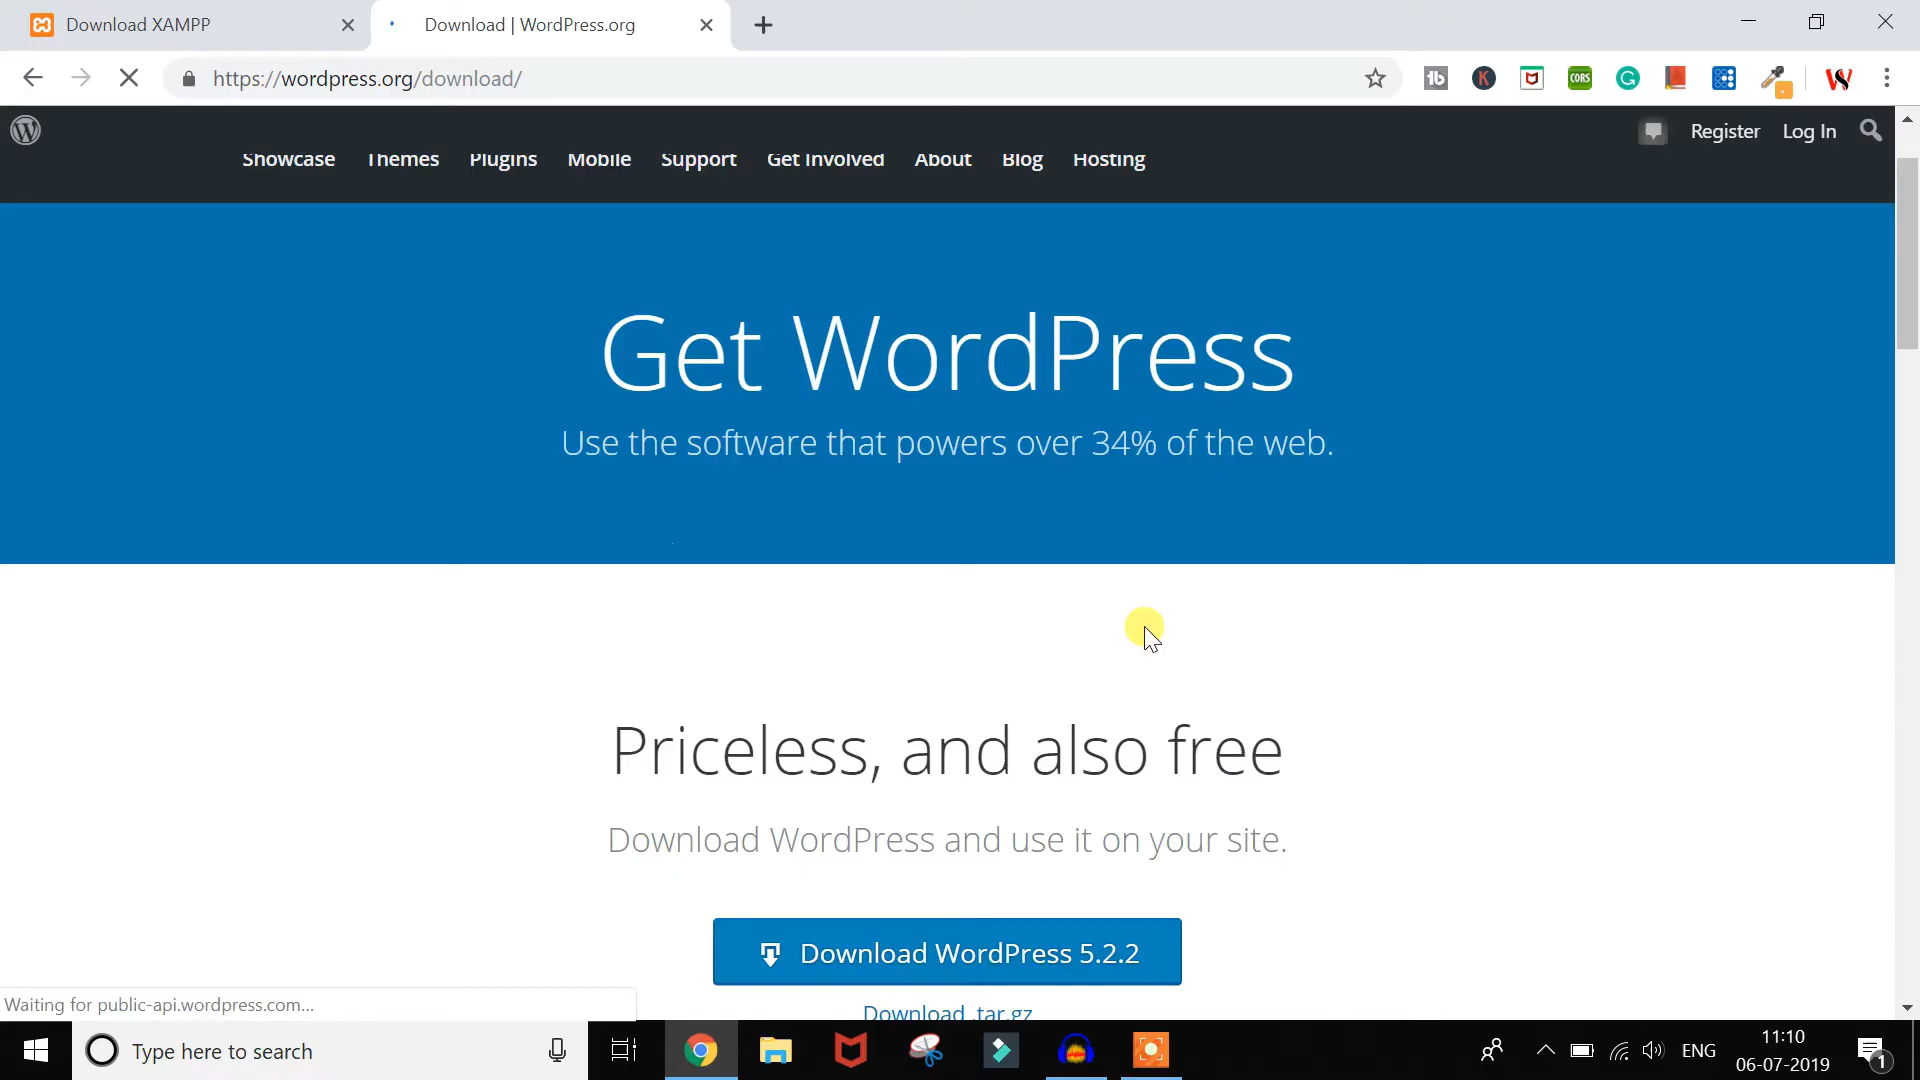 Download XAMPP
Download | WordPress.org
https://wordpress.org/download/
Register Log In
Showcase Themes Plugins Mobile Support Get Involved About Blog Hosting
Get WordPress
Use the software that powers over 34% of the web.
Priceless, and also free
Download WordPress and use it on your site.
Download WordPress 5.2.2
Download .tar.gz
Waiting for public-api.wordpress.com...
Type here to search
ENG
11:10
06-07-2019
1
CORS